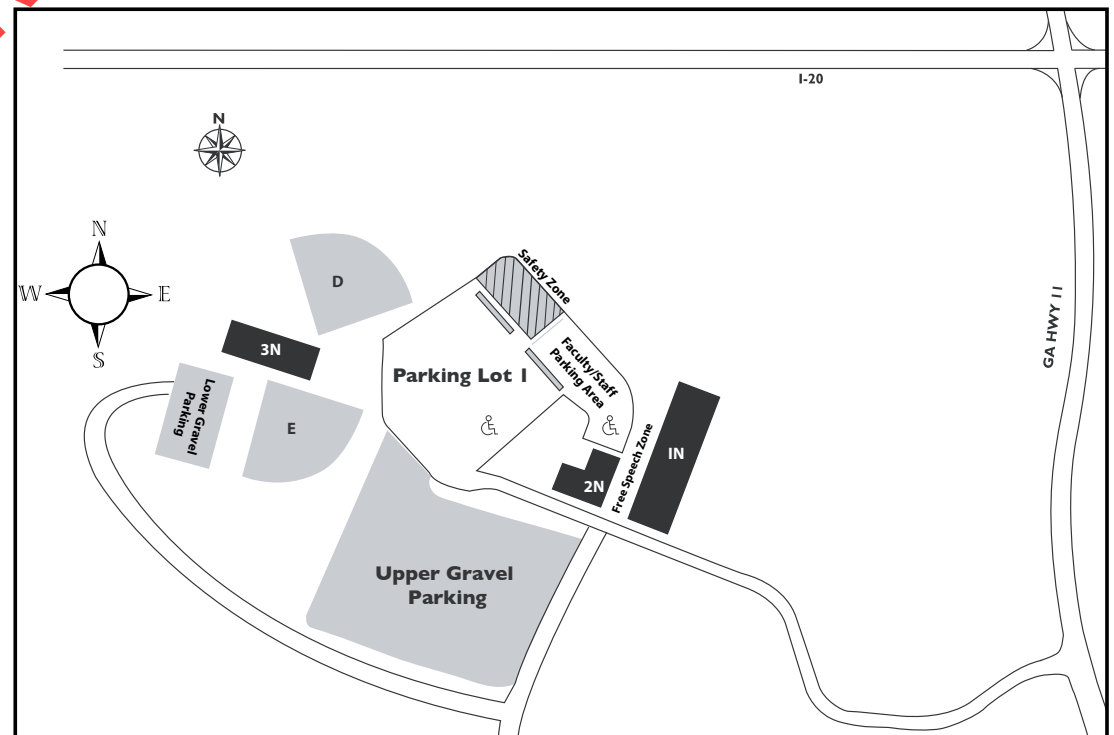 I-20
N
N
W E
S
GA HWY 11
Safety Zone
D
3N
Faculty/Staff
Parking Area
Parking Lot 1
Lower Gravel
Parking
E
Free Speech Zone
1N
2N
Upper Gravel
Parking